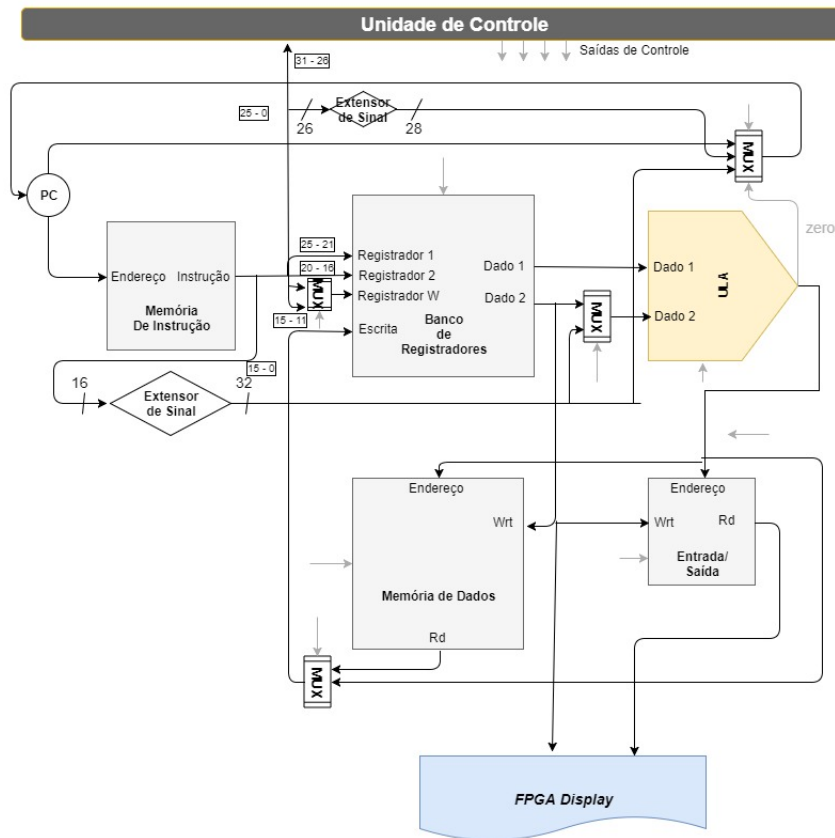 Unidade de Controle
Saídas de Controle
31 - 26
25 - 0
26
Extensor
de Sinal
28
MUX
PC
zero
Endereço
Instrução
Memória
De Instrução
25 - 21
20 - 16
MUX
15 - 11
Registrador 1
Registrador 2
Registrador W
Escrita
Dado 1
Dado 2
Banco
de
Registradores
MUX
Dado 1
Dado 2
ULA
15 - 0
16
Extensor
de Sinal
32
Endereço
Wrt
Memória de Dados
Rd
Endereço
Wrt
Rd
Entrada/
Saída
MUX
FPGA Display